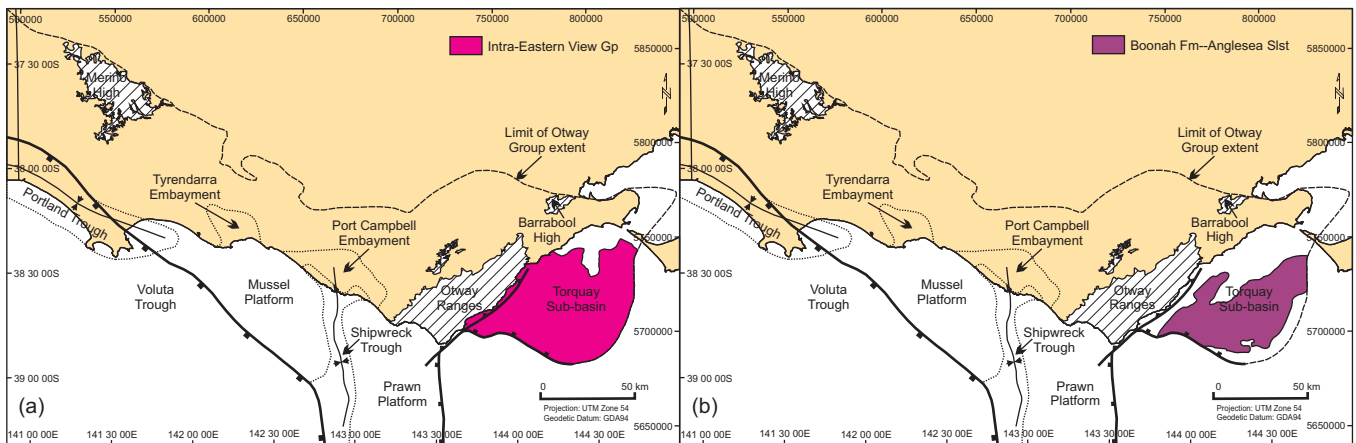 500000 550000 600000 650000 700000 750000 800000
Intra-Eastern View Gp
5850000
37 30 00S
Merino
High
N
Limit of Otway
Group extent
5800000
38 00 00S
Tyrendarra
Embayment
Portland Trough
Port Campbell
Embayment
Barrabool
High
5750000
38 30 00S
Voluta
Trough
Mussel
Platform
Otway
Ranges
Torquay
Sub-basin
Shipwreck
Trough
5700000
39 00 00S
Prawn
Platform
0 50 km
Projection: UTM Zone 54
Geodetic Datum: GDA94
(a)
5650000
141 00 00E 141 30 00E 142 00 00E 142 30 00E 143 00 00E 143 30 00E 144 00 00E 144 30 00E
500000 550000 600000 650000 700000 750000 800000
Boonah Fm--Anglesea Slst
5850000
37 30 00S
Merino
High
N
Limit of Otway
Group extent
5800000
38 00 00S
Tyrendarra
Embayment
Portland Trough
Port Campbell
Embayment
Barrabool
High
5750000
38 30 00S
Voluta
Trough
Mussel
Platform
Otway
Ranges
Torquay
Sub-basin
Shipwreck
Trough
5700000
39 00 00S
Prawn
Platform
0 50 km
Projection: UTM Zone 54
Geodetic Datum: GDA94
(b)
5650000
141 00 00E 141 30 00E 142 00 00E 142 30 00E 143 00 00E 143 30 00E 144 00 00E 144 30 00E